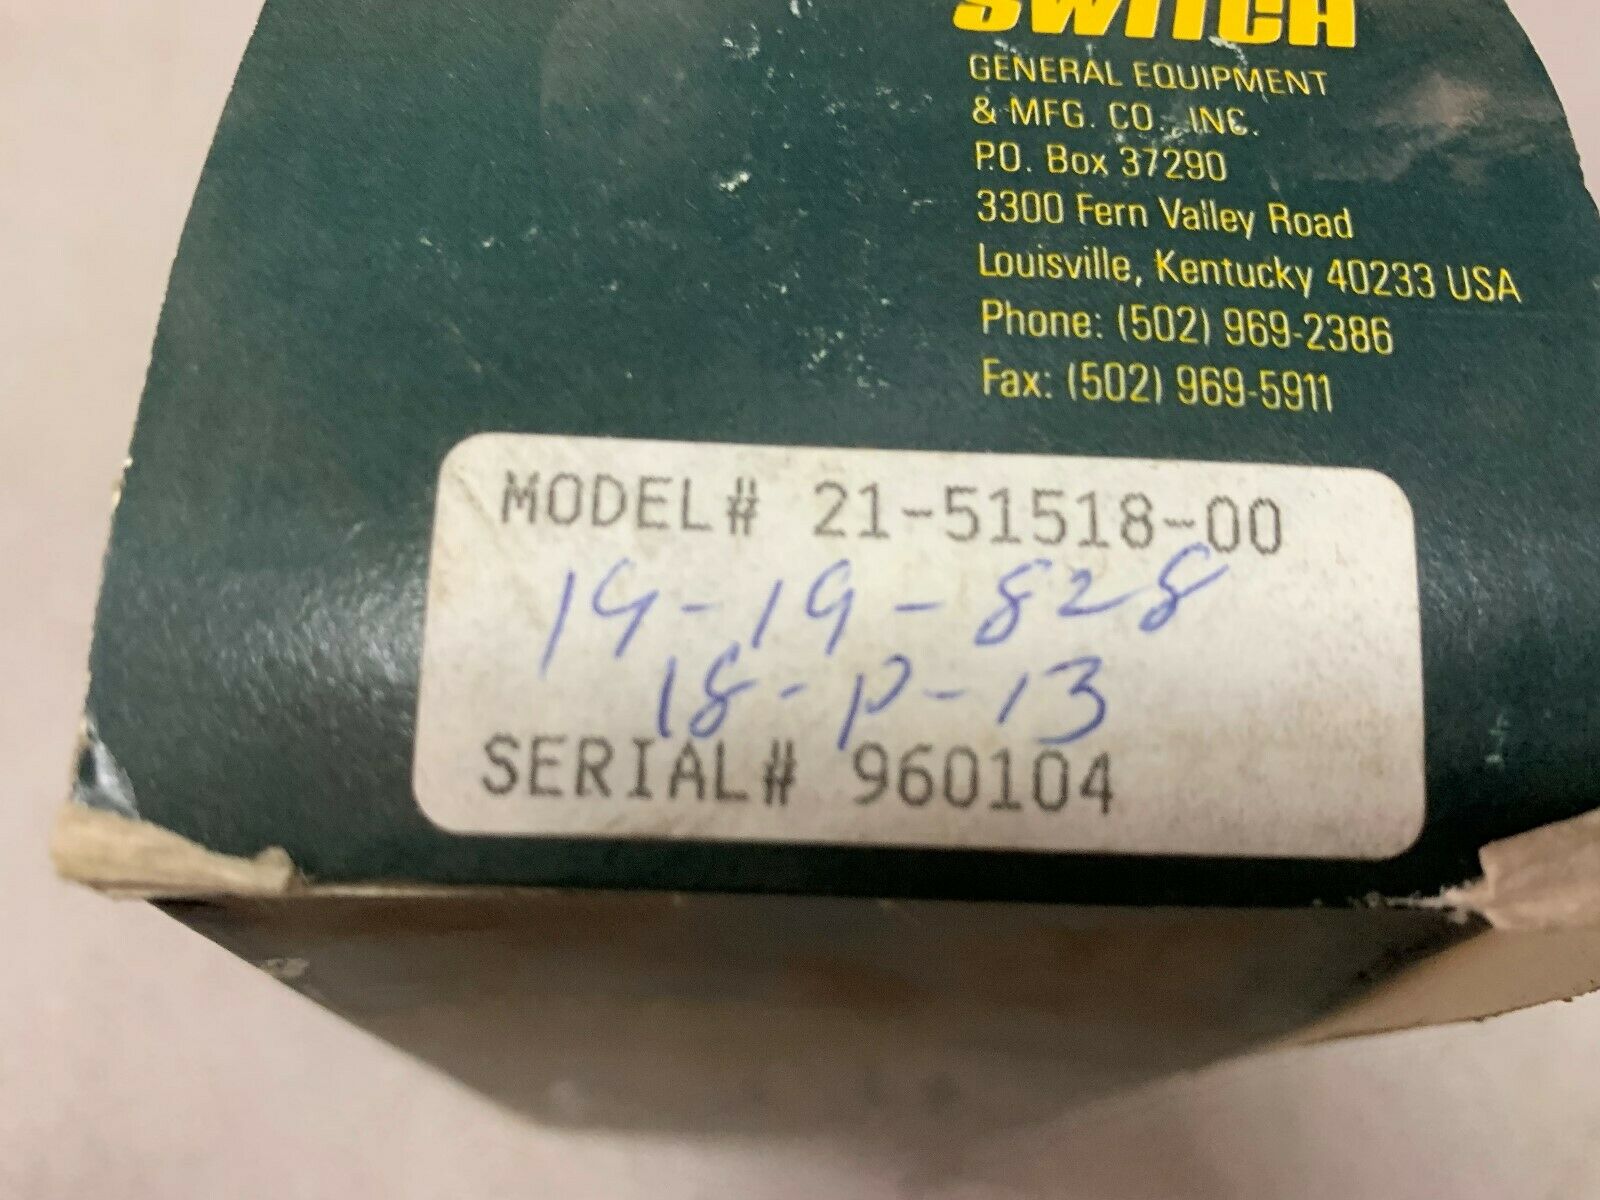 SWITCH
GENERAL EQUIPMENT
& MFG. CO., INC.
P.O. Box 37290
3300 Fern Valley Road
Louisville, Kentucky 40233 USA
Phone: (502) 969-2386
Fax: (502) 969-5911
MODEL# 21-51518-00
19-19-828
18-P-13
SERIAL# 960104